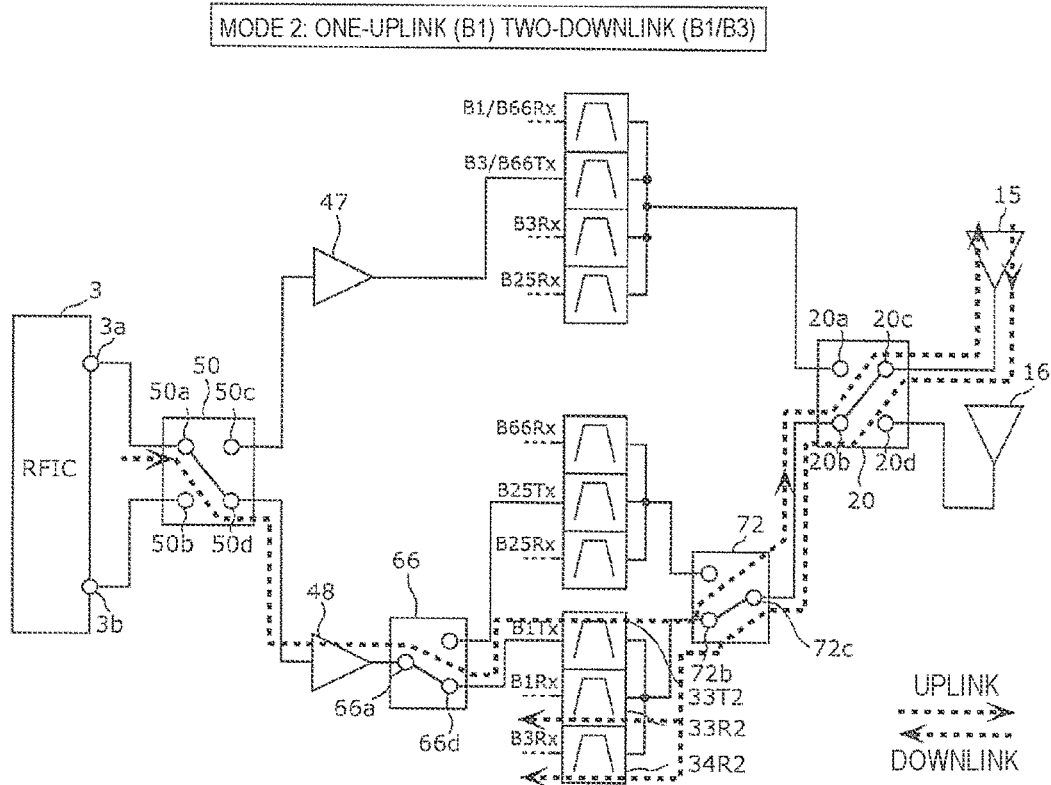 MODE 2: ONE-UPLINK (B1) TWO-DOWNLINK (B1/B3)
B1/B66Rx
B3/B66Tx
B3Rx
B25Rx
47
15
3
3a
50
50a
50c
20a
20c
16
RFIC
B66Rx
B25Tx
B25Rx
20b
20d
20
50b
50d
72
66
3b
48
B1Tx
B1Rx
B3Rx
72b
72c
66a
66d
33T2
33R2
34R2
UPLINK
DOWNLINK